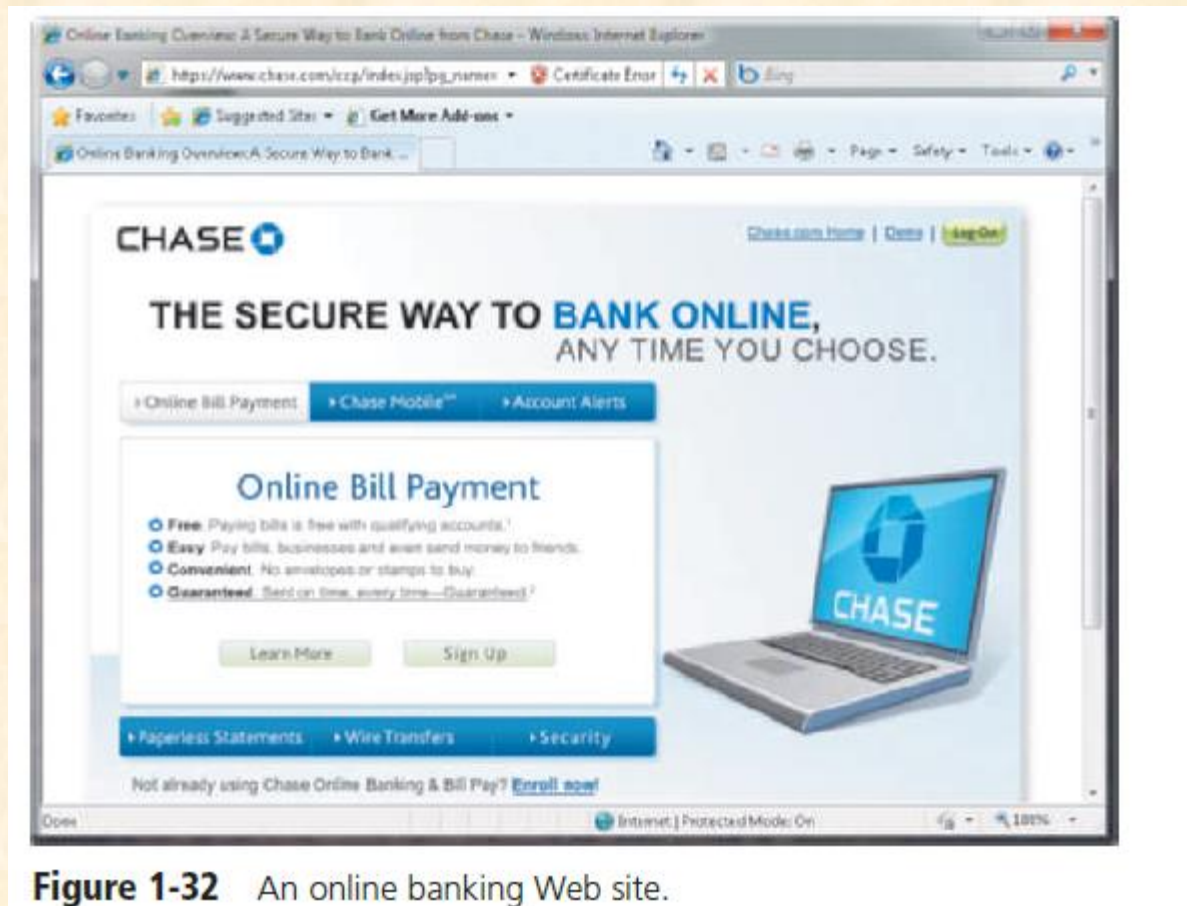 Online Banking Overview: A Secure Way to Bank Online from Chase - Windows Internet Explorer
https://www.chase.com/ccp/index.jsp?pg_name= Certificate Error Bing
Favorites Suggested Sites Get More Add-ons
Online Banking Overview: A Secure Way to Bank ... Page Safety Tools
CHASE
Chase.com Home | Demo | Log On
THE SECURE WAY TO BANK ONLINE,
ANY TIME YOU CHOOSE.
Online Bill Payment Chase Mobile℠ Account Alerts
Online Bill Payment
Free. Paying bills is free with qualifying accounts.¹
Easy. Pay bills, businesses and even send money to friends.
Convenient. No envelopes or stamps to buy.
Guaranteed. Sent on time, every time—Guaranteed.²
Learn More Sign Up
CHASE
Paperless Statements Wire Transfers Security
Not already using Chase Online Banking & Bill Pay? Enroll now!
Done Internet | Protected Mode: On 100%
Figure 1-32 An online banking Web site.